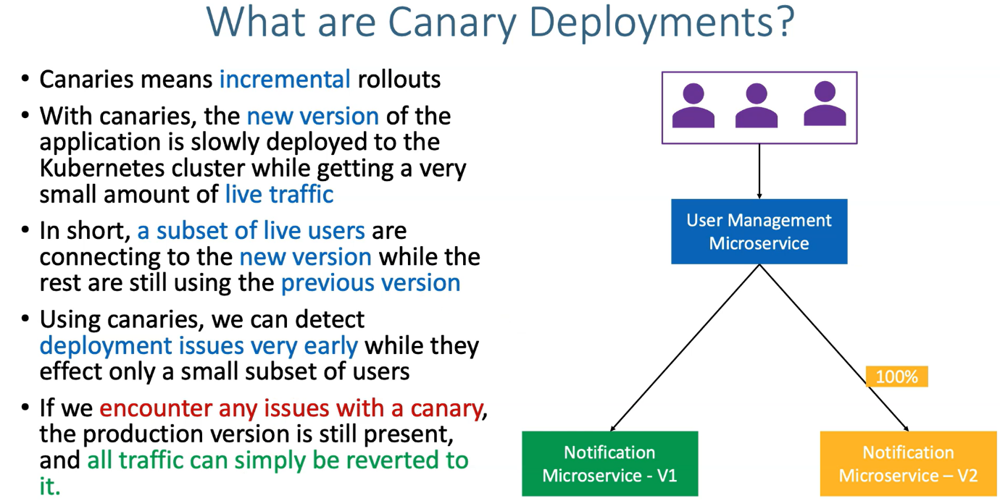 What are Canary Deployments?
• Canaries means incremental rollouts
• With canaries, the new version of the
application is slowly deployed to the
Kubernetes cluster while getting a very
small amount of live traffic
• In short, a subset of live users are
connecting to the new version while the
rest are still using the previous version
• Using canaries, we can detect
deployment issues very early while they
effect only a small subset of users
• If we encounter any issues with a canary,
the production version is still present,
and all traffic can simply be reverted to
it.
User Management
Microservice
100%
Notification
Microservice - V1
Notification
Microservice – V2